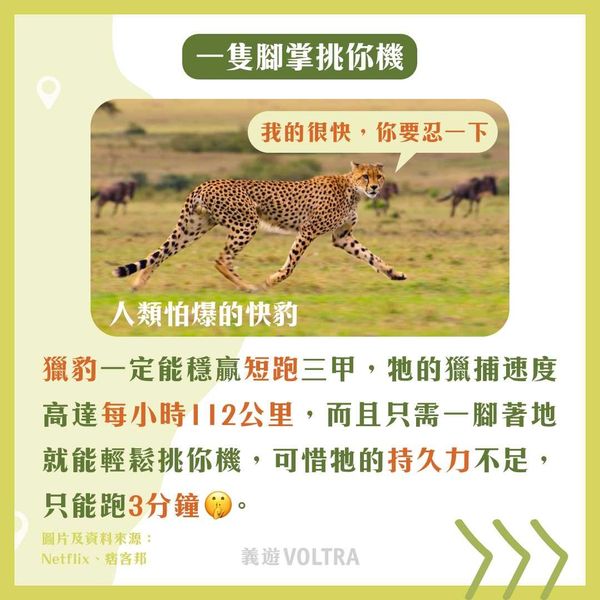 一隻腳掌挑你機
我的很快，你要忍一下
人類怕爆的快豹
獵豹一定能穩贏短跑三甲，牠的獵捕速度
高達每小時112公里，而且只需一腳著地
就能輕鬆挑你機，可惜牠的持久力不足，
只能跑3分鐘🤫。
圖片及資料來源：
Netflix、痞客邦
義遊VOLTRA